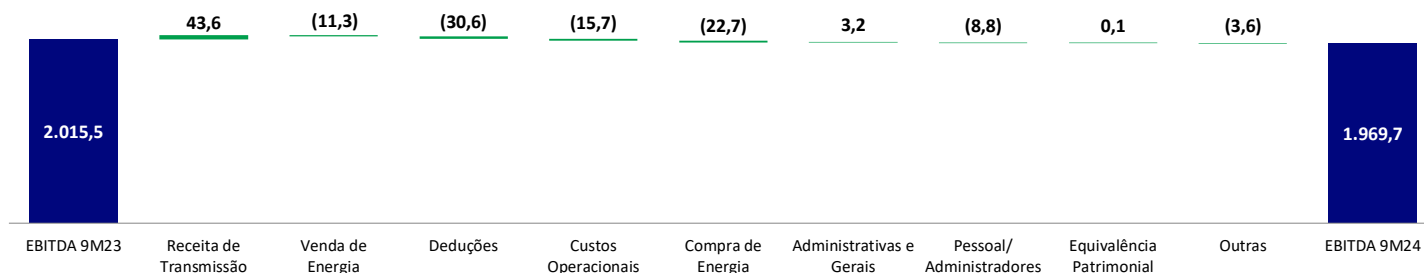 43,6 (11,3) (30,6) (15,7) (22,7) 3,2 (8,8) 0,1 (3,6)
2.015,5 1.969,7
EBITDA 9M23 Receita de Venda de Deduções Custos Compra de Administrativas e Pessoal/ Equivalência Outras EBITDA 9M24
Transmissão Energia Operacionais Energia Gerais Administradores Patrimonial